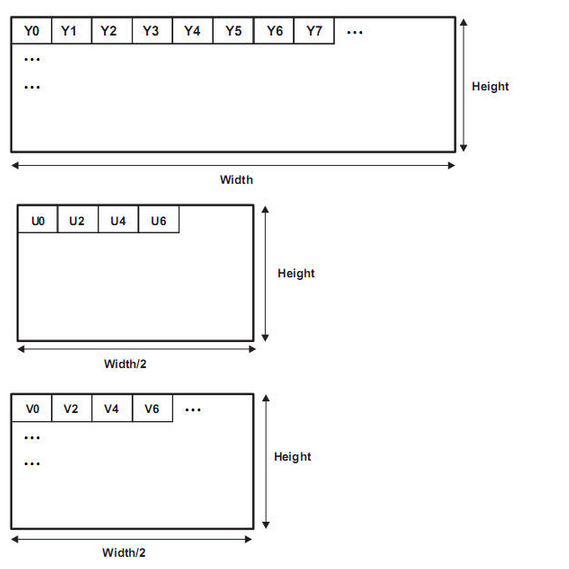 Y0 Y1 Y2 Y3 Y4 Y5 Y6 Y7 ...
...
...
Height
Width
U0 U2 U4 U6
Height
Width/2
V0 V2 V4 V6 ...
...
Height
...
Width/2